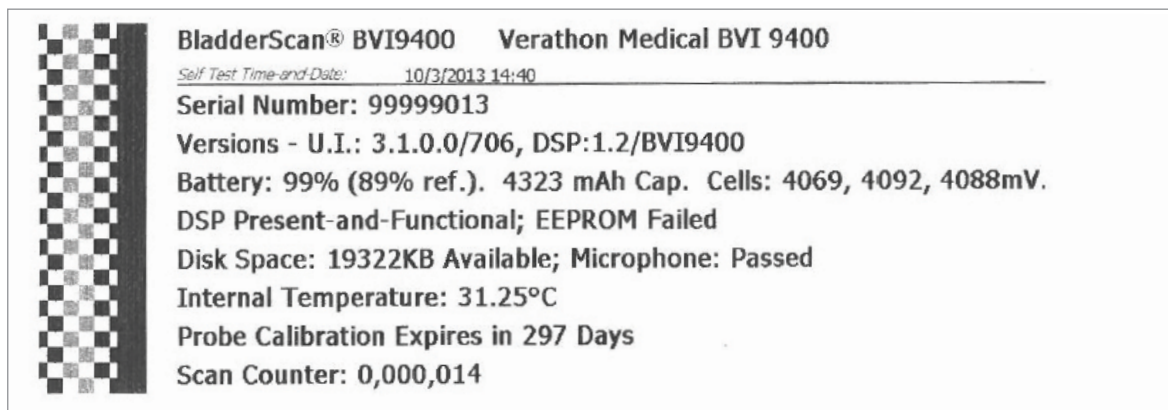 BladderScan® BVI9400 Verathon Medical BVI 9400
Self Test Time-and-Date: 10/3/2013 14:40
Serial Number: 99999013
Versions - U.I.: 3.1.0.0/706, DSP:1.2/BVI9400
Battery: 99% (89% ref.). 4323 mAh Cap. Cells: 4069, 4092, 4088mV.
DSP Present-and-Functional; EEPROM Failed
Disk Space: 19322KB Available; Microphone: Passed
Internal Temperature: 31.25°C
Probe Calibration Expires in 297 Days
Scan Counter: 0,000,014